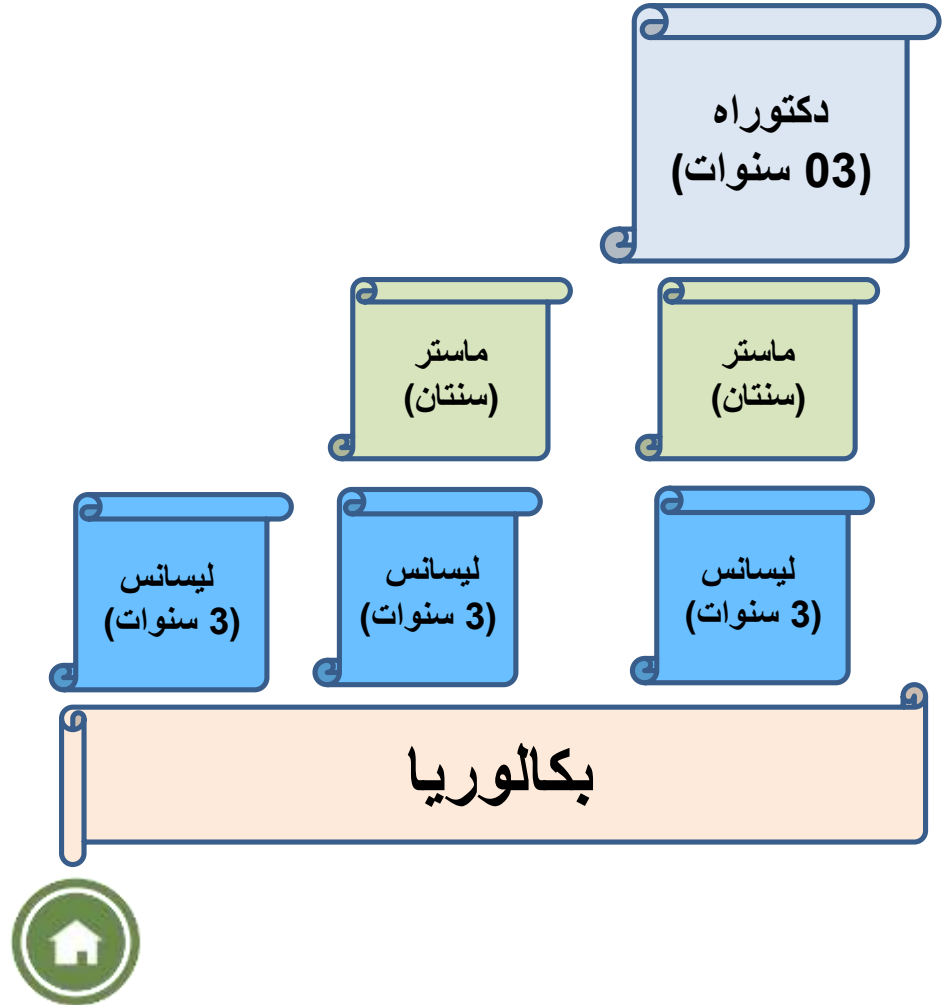 دكتوراه
(03 سنوات)
ماستر
(سنتان)
ماستر
(سنتان)
ليسانس
(3 سنوات)
ليسانس
(3 سنوات)
ليسانس
(3 سنوات)
بكالوريا